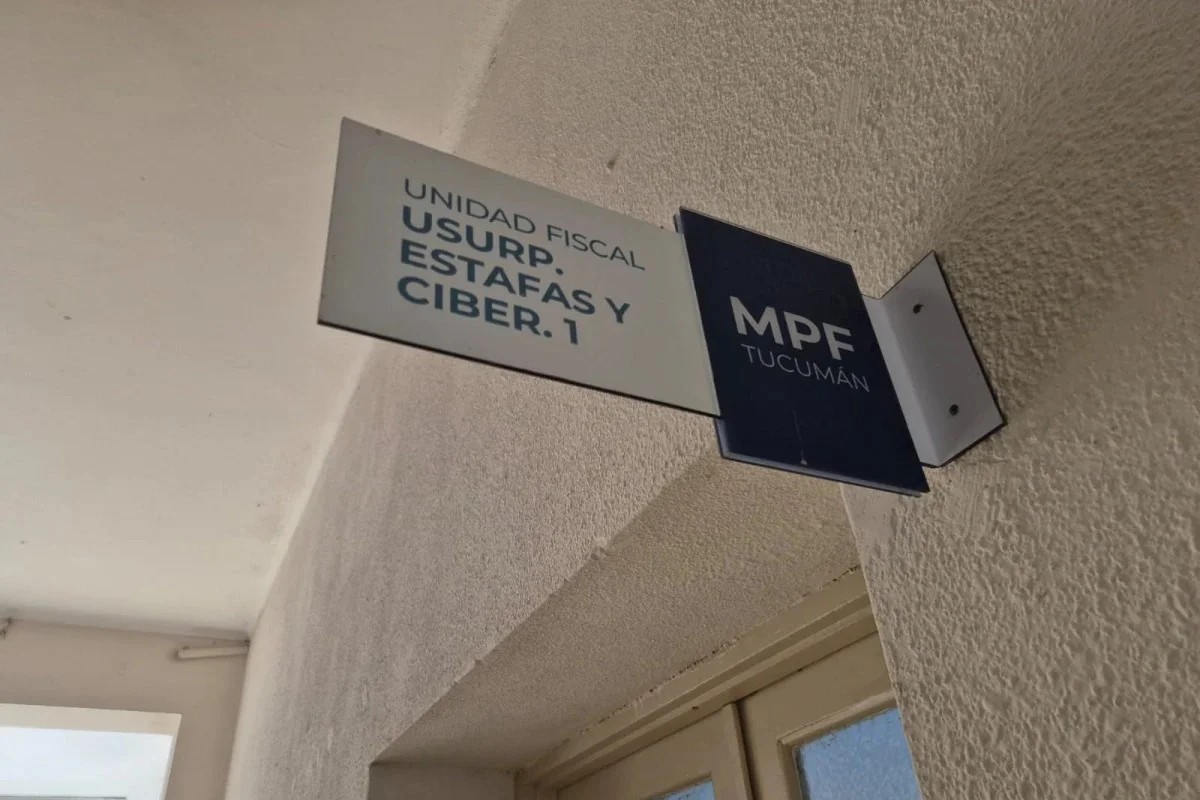 UNIDAD FISCAL
USURP.
ESTAFAS Y
CIBER. 1
MPF
TUCUMÁN